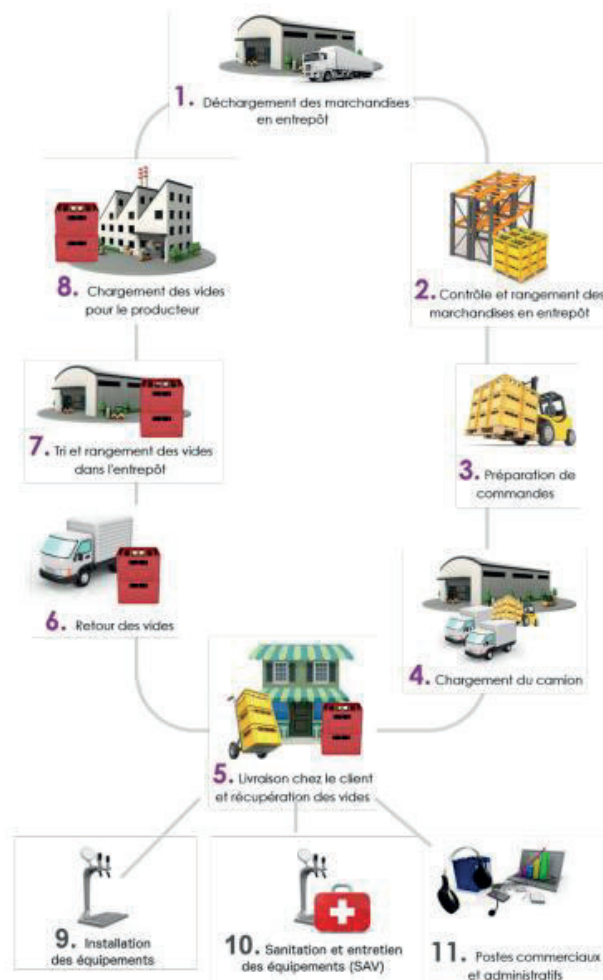 1. Déchargement des marchandises
en entrepôt
2. Contrôle et rangement des
marchandises en entrepôt
3. Préparation de
commandes
4. Chargement du camion
5. Livraison chez le client
et récupération des vides
6. Retour des vides
7. Tri et rangement des vides
dans l'entrepôt
8. Chargement des vides
pour le producteur
9. Installation
des équipements
10. Sanitation et entretien
des équipements (SAV)
11. Postes commerciaux
et administratifs